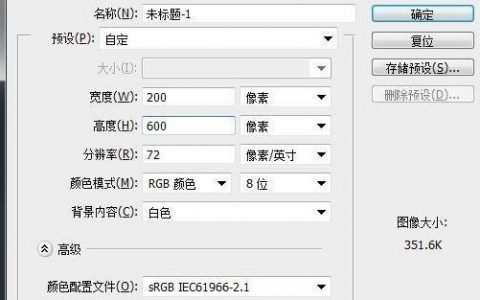 名称(N): 未标题-1 确定
预设(P): 自定 复位
大小(I): 存储预设(S)...
宽度(W): 200 像素 删除预设(D)...
高度(H): 600 像素
分辨率(R): 72 像素/英寸
颜色模式(M): RGB 颜色 8 位
背景内容(C): 白色 图像大小:
高级 351.6K
颜色配置文件(O): sRGB IEC61966-2.1